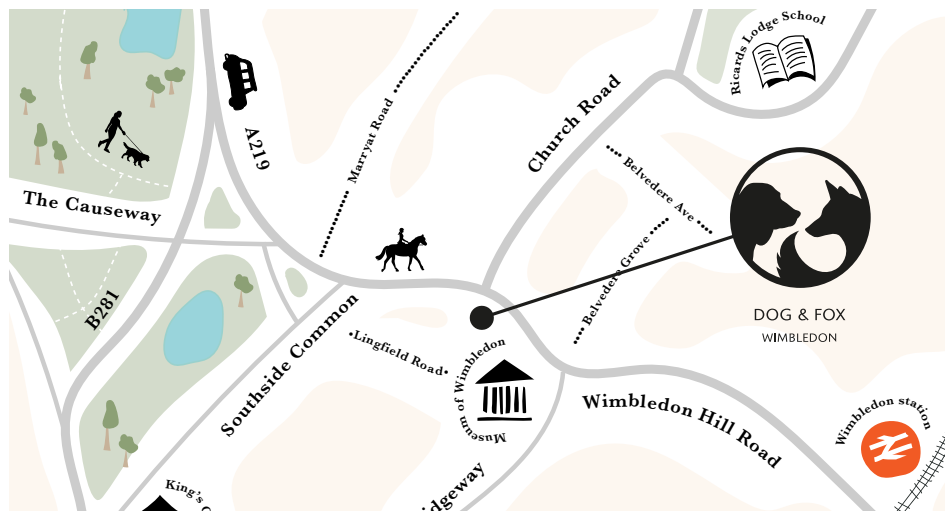 Ricards Lodge School
A219
Marryat Road
Church Road
Belvedere Ave
The Causeway
Belvedere Grove
B281
DOG & FOX
WIMBLEDON
Southside Common
Lingfield Road
Museum of Wimbledon
Wimbledon Hill Road
Wimbledon station
King's